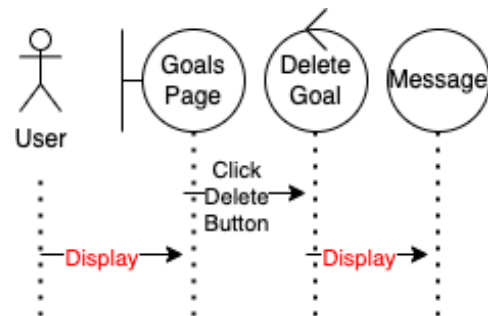 Goals
Page
Delete
Goal
Message
User
Click
Delete
Button
Display
Display